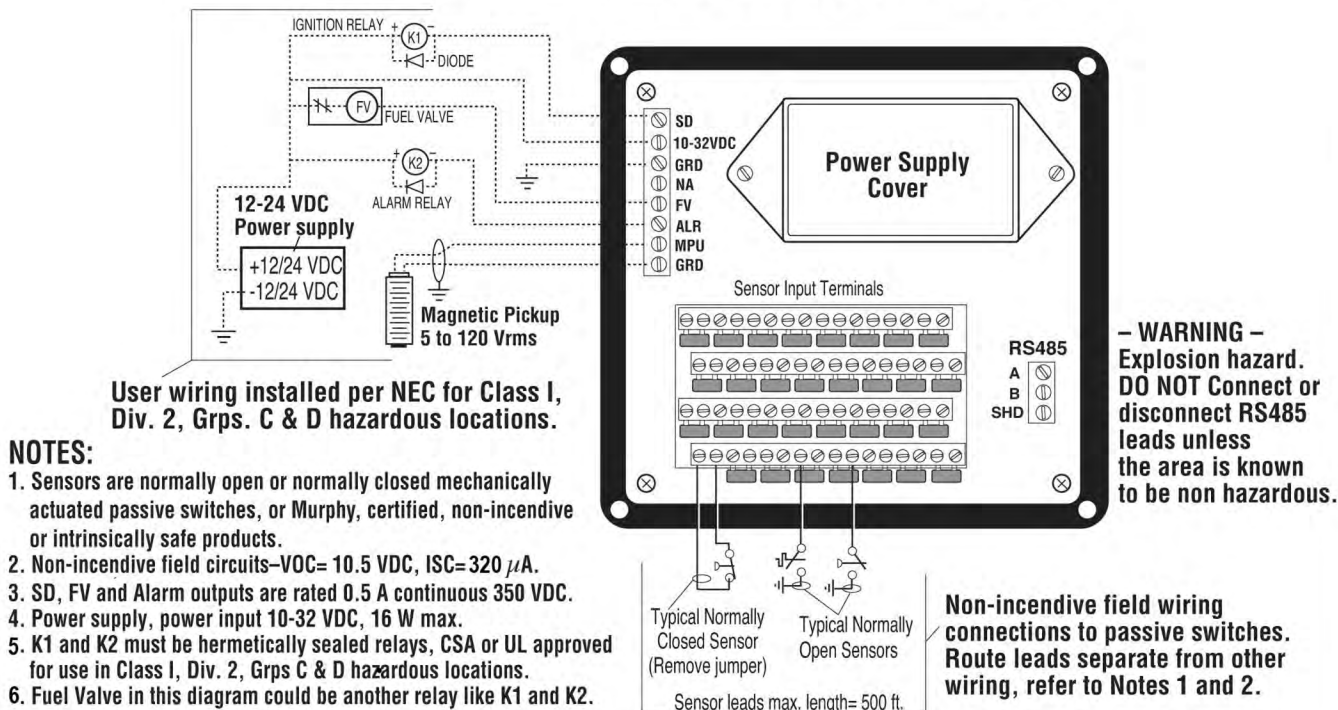 IGNITION RELAY
+ K1 −
DIODE
FV
FUEL VALVE
+ K2 −
ALARM RELAY
12-24 VDC
Power supply
+12/24 VDC
-12/24 VDC
Magnetic Pickup
5 to 120 Vrms
User wiring installed per NEC for Class I,
Div. 2, Grps. C & D hazardous locations.
SD
10-32VDC
GRD
NA
FV
ALR
MPU
GRD
Power Supply
Cover
Sensor Input Terminals
RS485
A
B
SHD
– WARNING –
Explosion hazard.
DO NOT Connect or
disconnect RS485
leads unless
the area is known
to be non hazardous.
NOTES:
1. Sensors are normally open or normally closed mechanically
actuated passive switches, or Murphy, certified, non-incendive
or intrinsically safe products.
2. Non-incendive field circuits–VOC= 10.5 VDC, ISC= 320 µA.
3. SD, FV and Alarm outputs are rated 0.5 A continuous 350 VDC.
4. Power supply, power input 10-32 VDC, 16 W max.
5. K1 and K2 must be hermetically sealed relays, CSA or UL approved
for use in Class I, Div. 2, Grps C & D hazardous locations.
6. Fuel Valve in this diagram could be another relay like K1 and K2.
Typical Normally
Closed Sensor
(Remove jumper)
Typical Normally
Open Sensors
Sensor leads max. length= 500 ft.
Non-incendive field wiring
connections to passive switches.
Route leads separate from other
wiring, refer to Notes 1 and 2.